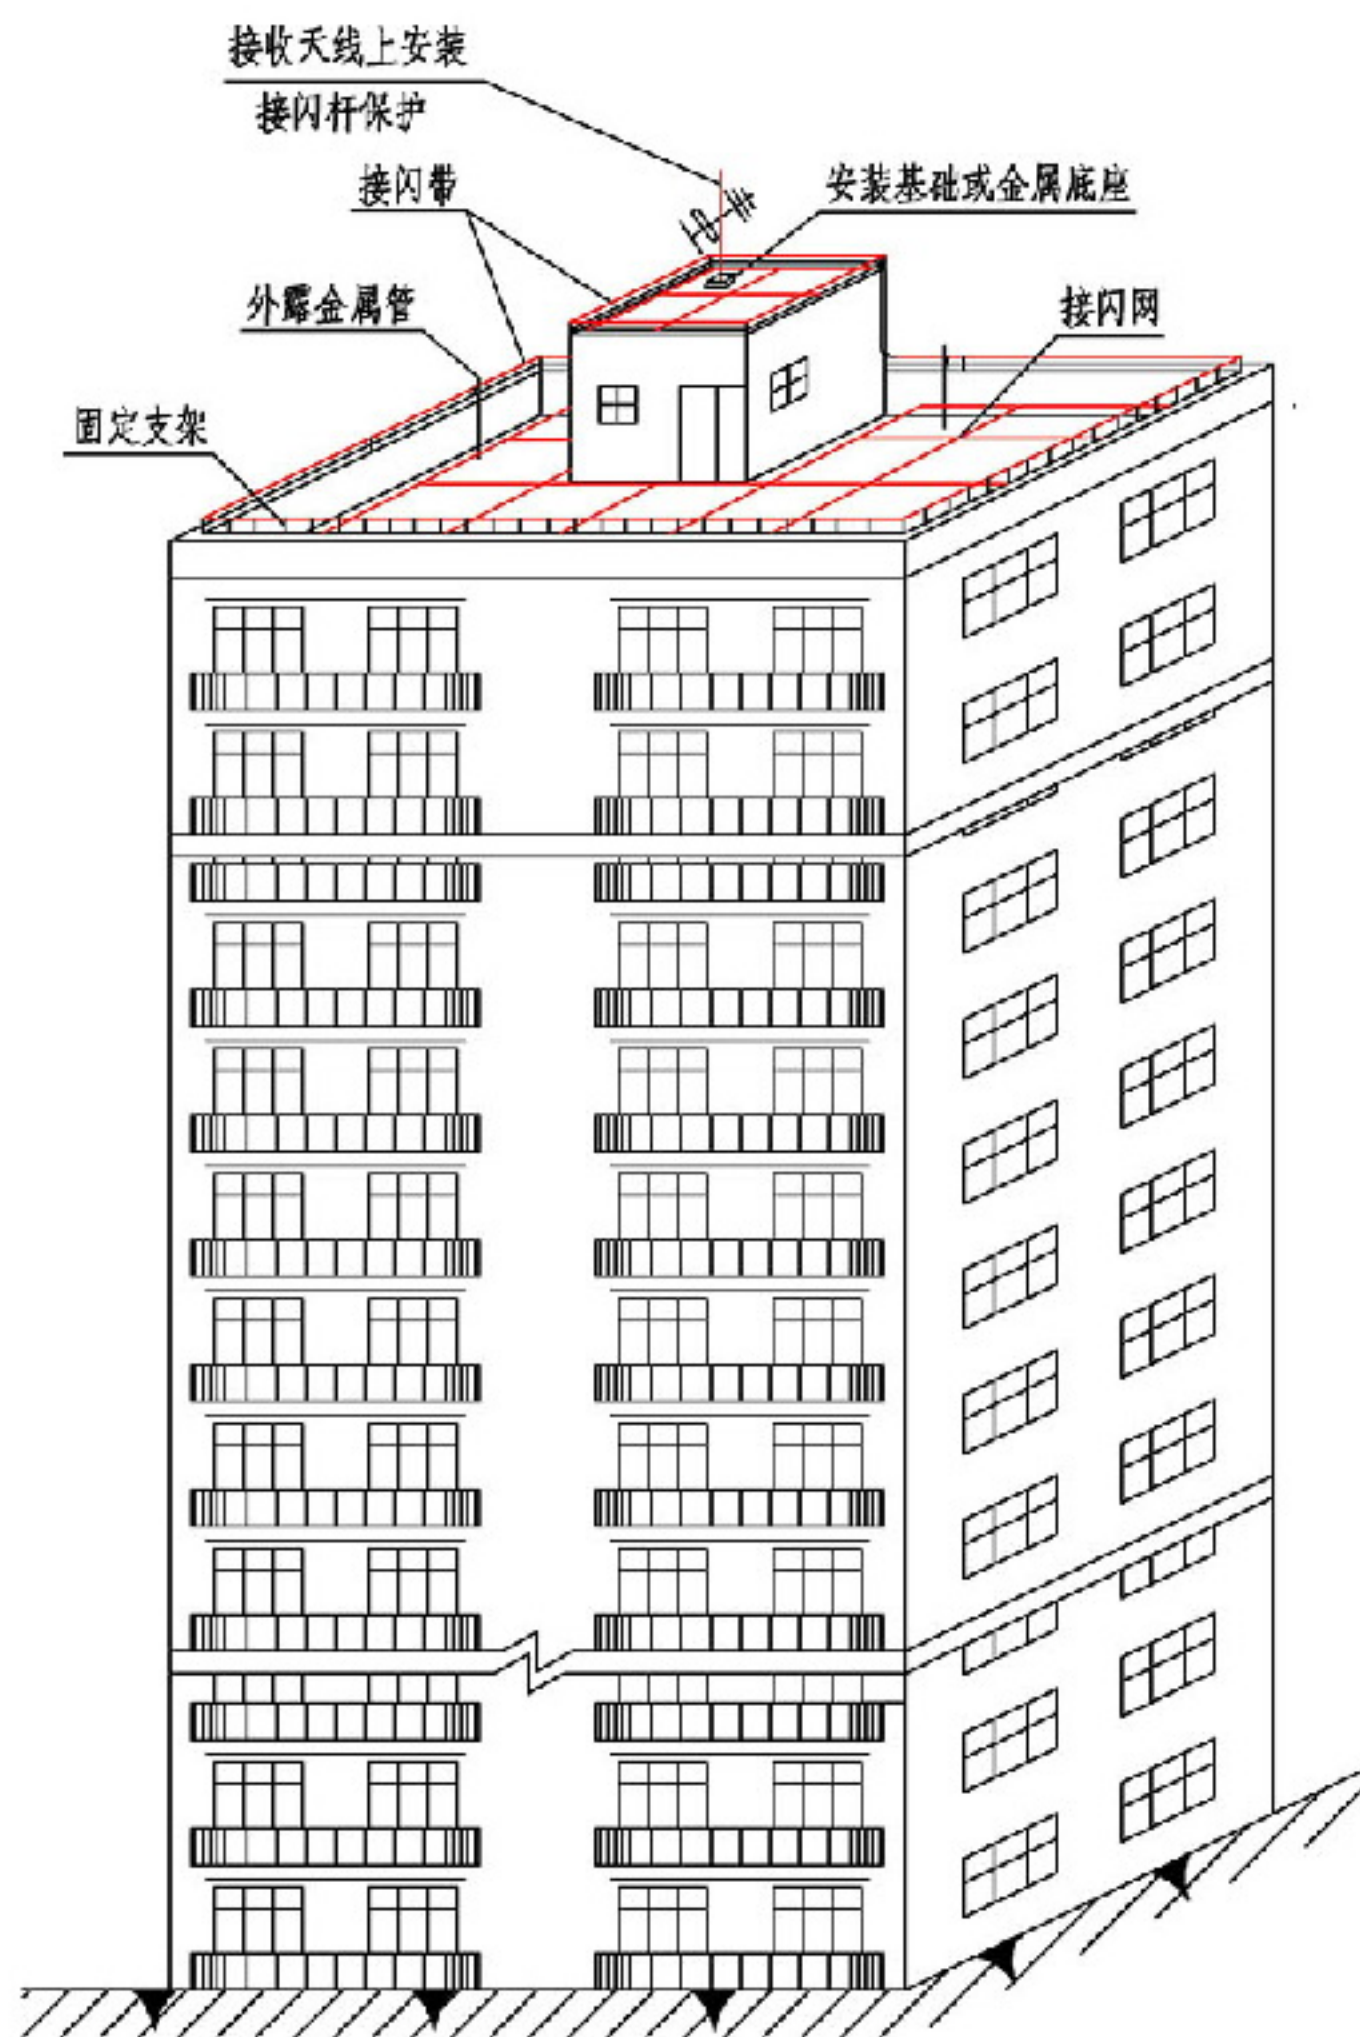 接收天线上安装
接闪杆保护
接闪带
安装基础或金属底座
外露金属管
接闪网
固定支架